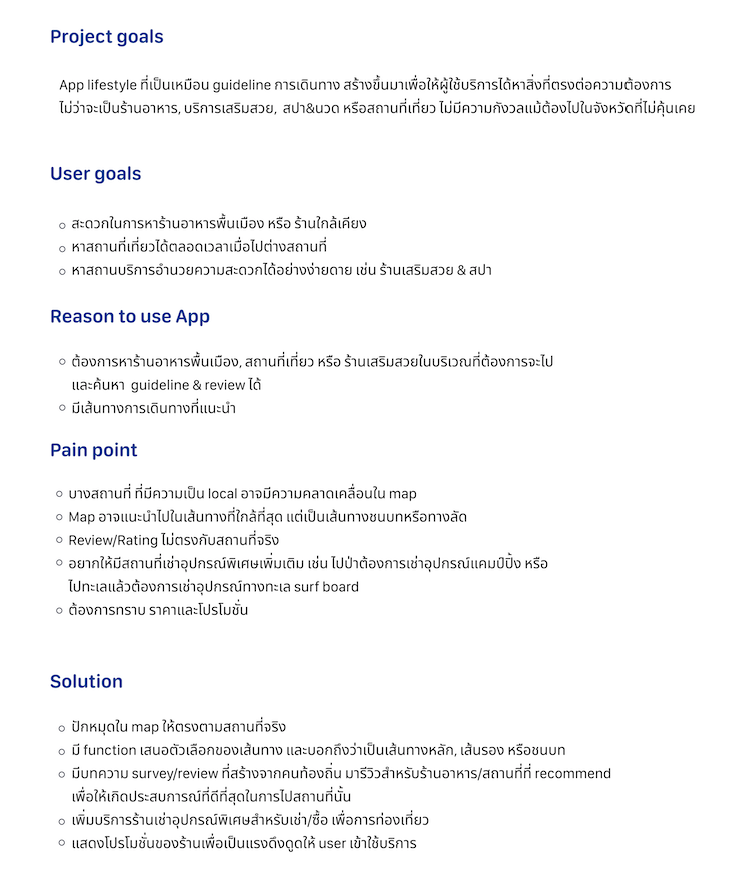 Project goals
App lifestyle ที่เป็นเหมือน guideline การเดินทาง สร้างขึ้นมาเพื่อให้ผู้ใช้บริการได้หาสิ่งที่ตรงต่อความต้องการ
ไม่ว่าจะเป็นร้านอาหาร, บริการเสริมสวย, สปา&นวด หรือสถานที่เที่ยว ไม่มีความกังวลแม้ต้องไปในจังหวัดที่ไม่คุ้นเคย
User goals
○ สะดวกในการหาร้านอาหารพื้นเมือง หรือ ร้านใกล้เคียง
○ หาสถานที่เที่ยวได้ตลอดเวลาเมื่อไปต่างสถานที่
○ หาสถานบริการอำนวยความสะดวกได้อย่างง่ายดาย เช่น ร้านเสริมสวย & สปา
Reason to use App
○ ต้องการหาร้านอาหารพื้นเมือง, สถานที่เที่ยว หรือ ร้านเสริมสวยในบริเวณที่ต้องการจะไป
และค้นหา guideline & review ได้
○ มีเส้นทางการเดินทางที่แนะนำ
Pain point
○ บางสถานที่ ที่มีความเป็น local อาจมีความคลาดเคลื่อนใน map
○ Map อาจแนะนำไปในเส้นทางที่ใกล้ที่สุด แต่เป็นเส้นทางชนบทหรือทางลัด
○ Review/Rating ไม่ตรงกับสถานที่จริง
○ อยากให้มีสถานที่เช่าอุปกรณ์พิเศษเพิ่มเติม เช่น ไปป่าต้องการเช่าอุปกรณ์แคมป์ปิ้ง หรือ
ไปทะเลแล้วต้องการเช่าอุปกรณ์ทางทะเล surf board
○ ต้องการทราบ ราคาและโปรโมชั่น
Solution
○ ปักหมุดใน map ให้ตรงตามสถานที่จริง
○ มี function เสนอตัวเลือกของเส้นทาง และบอกถึงว่าเป็นเส้นทางหลัก, เส้นรอง หรือชนบท
○ มีบทความ survey/review ที่สร้างจากคนท้องถิ่น มารีวิวสำหรับร้านอาหาร/สถานที่ที่ recommend
เพื่อให้เกิดประสบการณ์ที่ดีที่สุดในการไปสถานที่นั้น
○ เพิ่มบริการร้านเช่าอุปกรณ์พิเศษสำหรับเช่า/ซื้อ เพื่อการท่องเที่ยว
○ แสดงโปรโมชั่นของร้านเพื่อเป็นแรงดึงดูดให้ user เข้าใช้บริการ